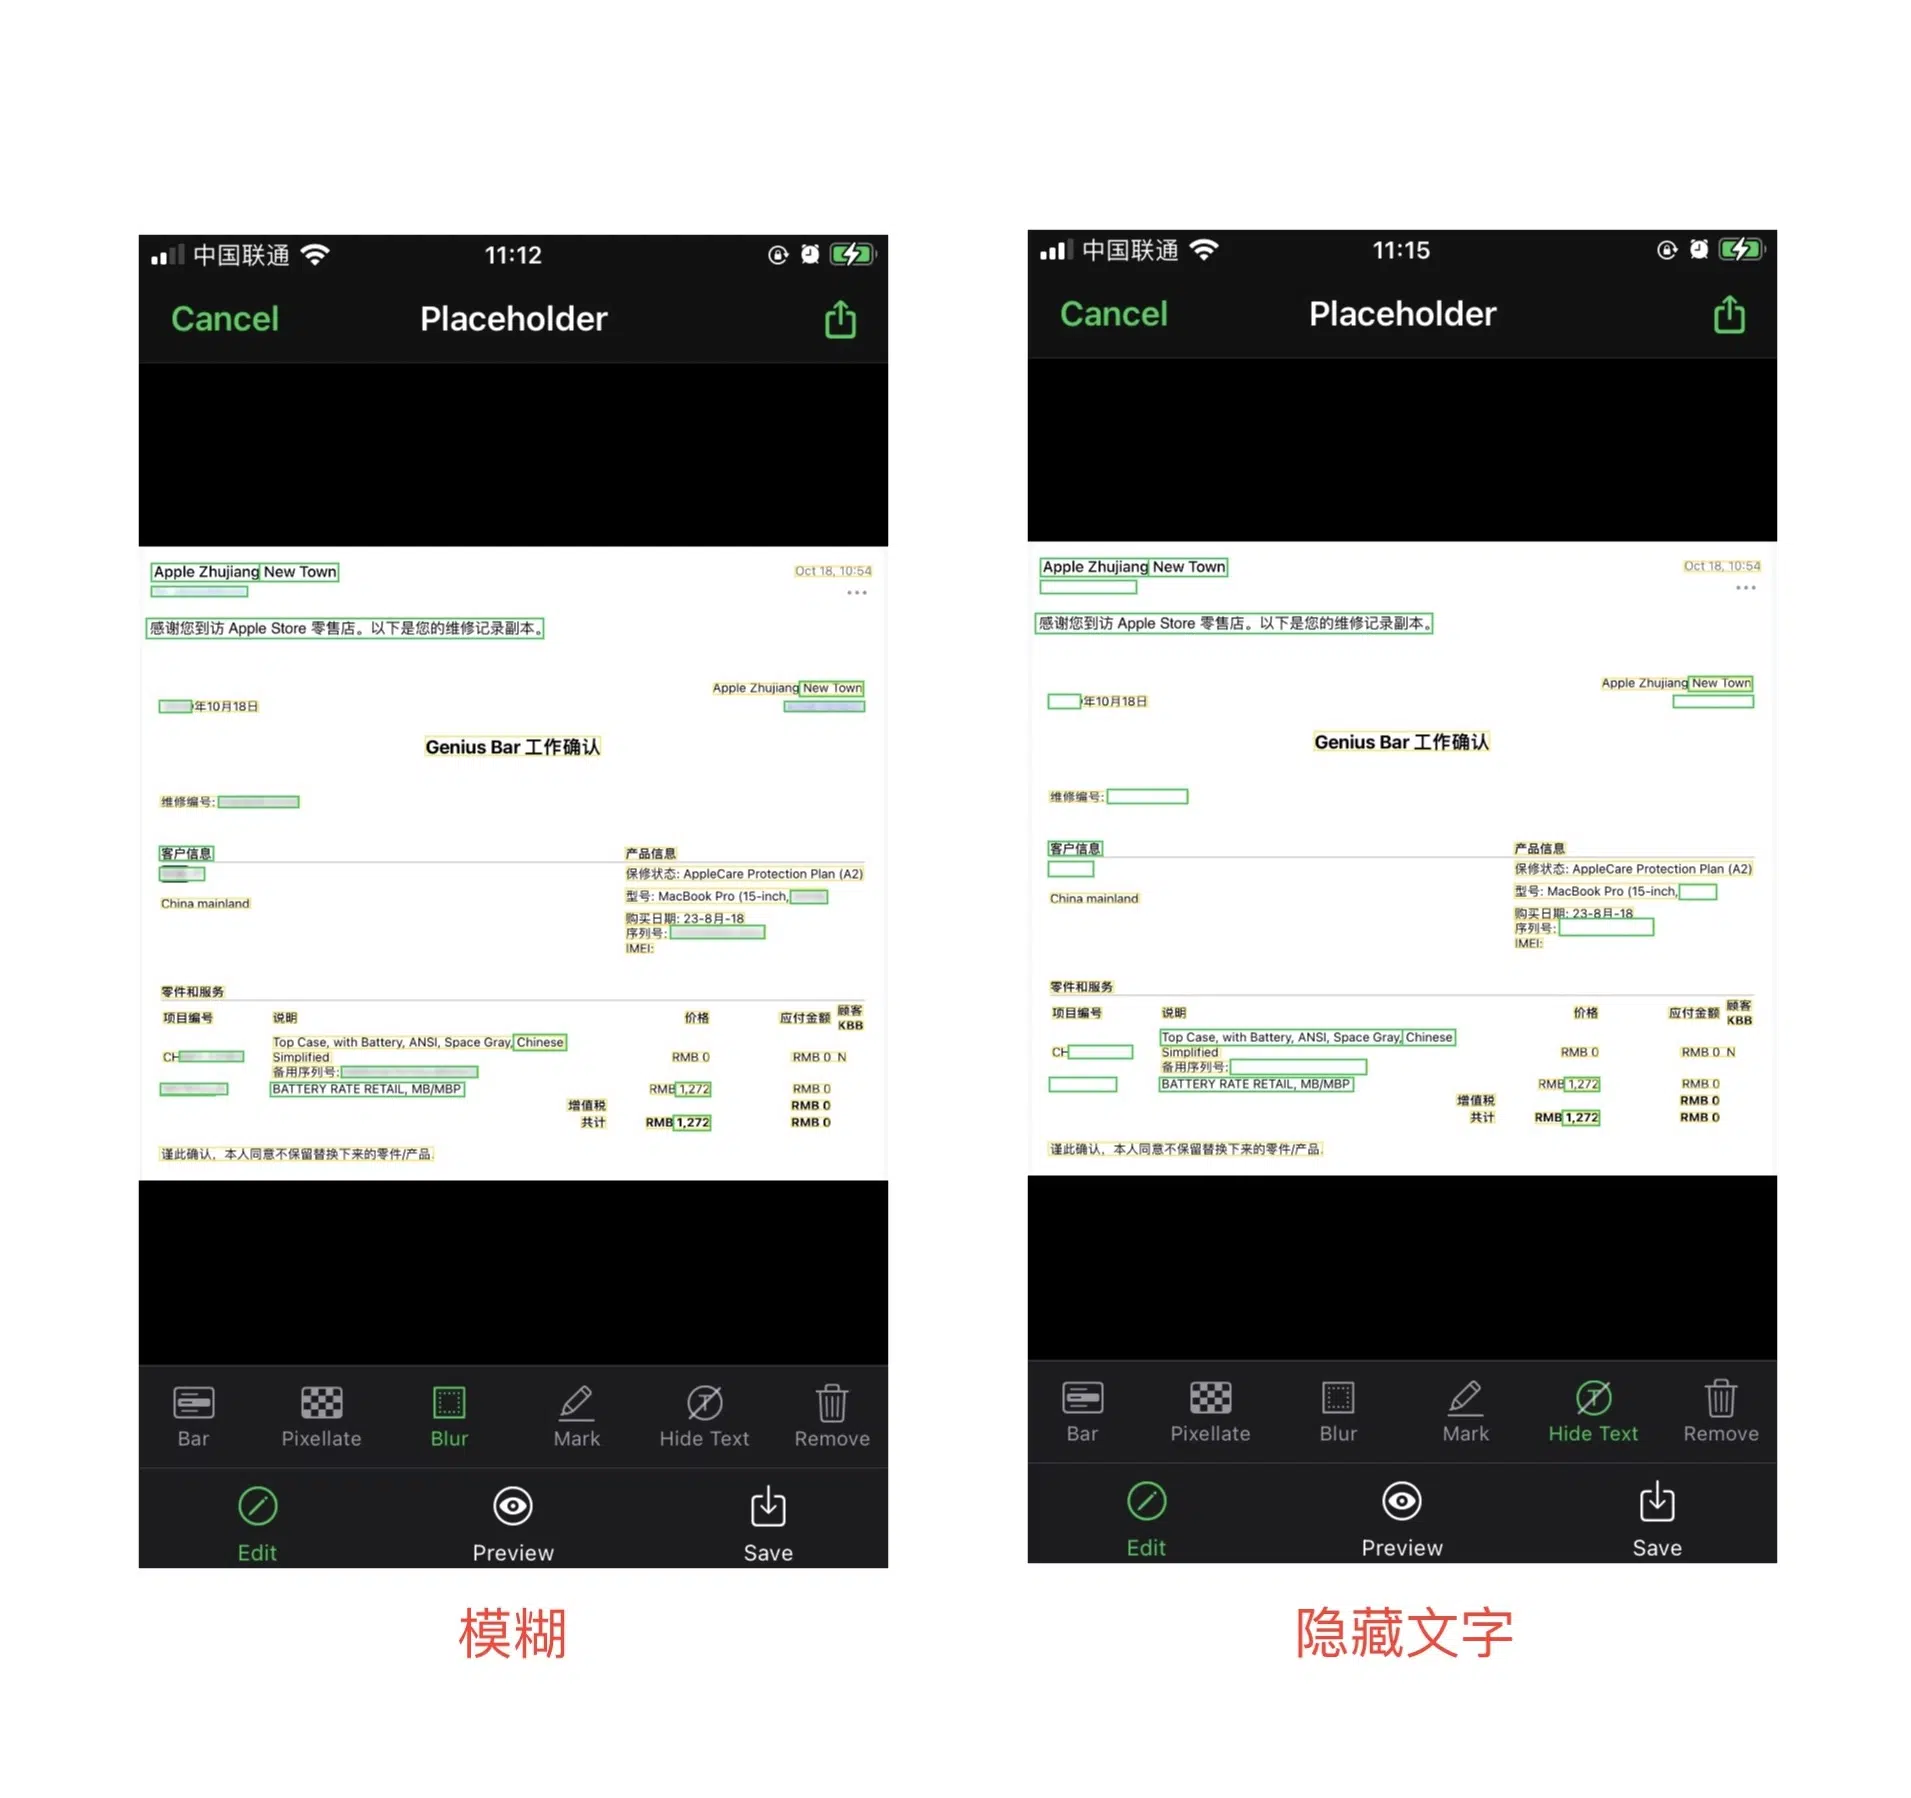 中国联通 11:12
Cancel Placeholder
Apple Zhujiang New Town Oct 18, 10:54
感谢您到访 Apple Store 零售店。以下是您的维修记录副本。
Apple Zhujiang New Town
年10月18日
Genius Bar 工作确认
维修编号:
客户信息 产品信息
保修状态: AppleCare Protection Plan (A2)
型号: MacBook Pro (15-inch,
China mainland
购买日期: 23-8月-18
序列号:
IMEI:
零件和服务
项目编号 说明 价格 应付金额 顾客 KBB
Top Case, with Battery, ANSI, Space Gray, Chinese
CH Simplified RMB 0 RMB 0 N
备用序列号:
BATTERY RATE RETAIL, MB/MBP RMB 1,272 RMB 0
增值税 RMB 0
共计 RMB 1,272 RMB 0
谨此确认，本人同意不保留替换下来的零件/产品.
Bar Pixellate Blur Mark Hide Text Remove
Edit Preview Save
模糊
中国联通 11:15
Cancel Placeholder
Apple Zhujiang New Town Oct 18, 10:54
感谢您到访 Apple Store 零售店。以下是您的维修记录副本。
Apple Zhujiang New Town
年10月18日
Genius Bar 工作确认
维修编号:
客户信息 产品信息
保修状态: AppleCare Protection Plan (A2)
型号: MacBook Pro (15-inch,
China mainland
购买日期: 23-8月-18
序列号:
IMEI:
零件和服务
项目编号 说明 价格 应付金额 顾客 KBB
Top Case, with Battery, ANSI, Space Gray, Chinese
CH Simplified RMB 0 RMB 0 N
备用序列号:
BATTERY RATE RETAIL, MB/MBP RMB 1,272 RMB 0
增值税 RMB 0
共计 RMB 1,272 RMB 0
谨此确认，本人同意不保留替换下来的零件/产品.
Bar Pixellate Blur Mark Hide Text Remove
Edit Preview Save
隐藏文字